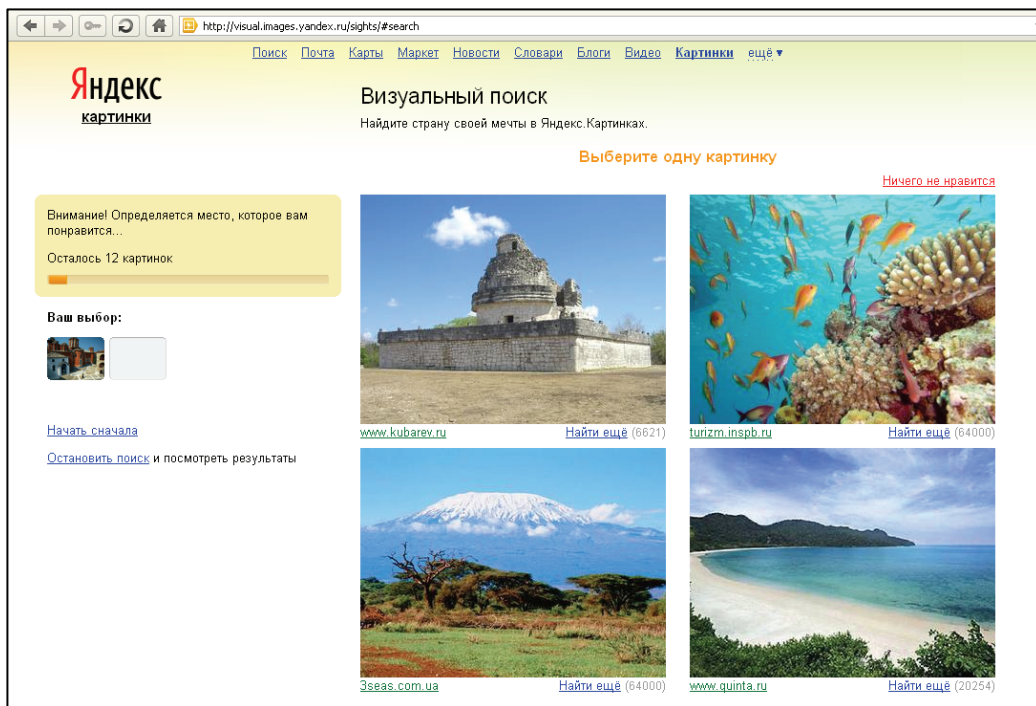 http://visual.images.yandex.ru/sights/#search
Поиск Почта Карты Маркет Новости Словари Блоги Видео Картинки ещё ▼
Яндекс
картинки
Визуальный поиск
Найдите страну своей мечты в Яндекс.Картинках.
Выберите одну картинку
Ничего не нравится
Внимание! Определяется место, которое вам
понравится...
Осталось 12 картинок
Ваш выбор:
Начать сначала
Остановить поиск и посмотреть результаты
www.kubarev.ru Найти ещё (6621)
turizm.inspb.ru Найти ещё (64000)
3seas.com.ua Найти ещё (64000)
www.quinta.ru Найти ещё (20254)